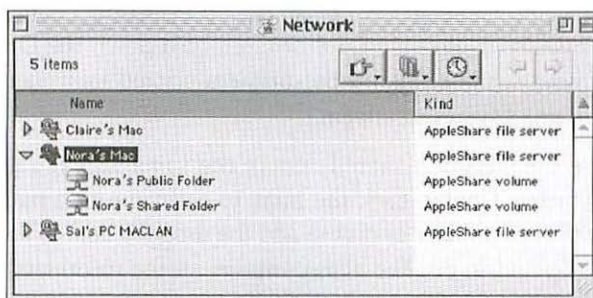 Network
5 items
Name Kind
Claire's Mac AppleShare file server
Nora's Mac AppleShare file server
Nora's Public Folder AppleShare volume
Nora's Shared Folder AppleShare volume
Sal's PC MACLAN AppleShare file server